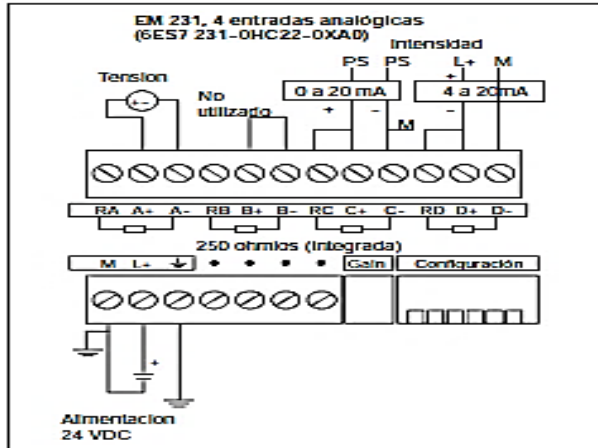 EM 231, 4 entradas analógicas
(6ES7 231-0HC22-0XA0)
Intensidad
PS PS L+ M
Tension
+ -
No
utilizado
0 a 20 mA
4 a 20mA
+ - M + -
RA A+ A- RB B+ B- RC C+ C- RD D+ D-
250 ohmios (Integrada)
M L+ • • • • Gain Configuración
+
Alimentacion
24 VDC